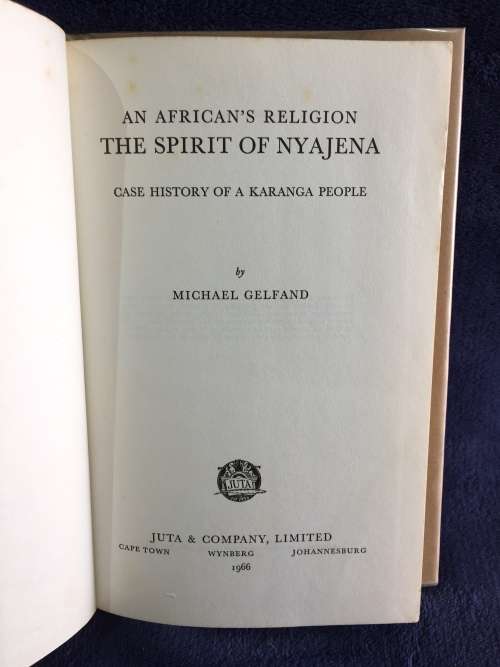 AN AFRICAN'S RELIGION
THE SPIRIT OF NYAJENA
CASE HISTORY OF A KARANGA PEOPLE
by
MICHAEL GELFAND
JUTA
JUTA & COMPANY, LIMITED
CAPE TOWN WYNBERG JOHANNESBURG
1966